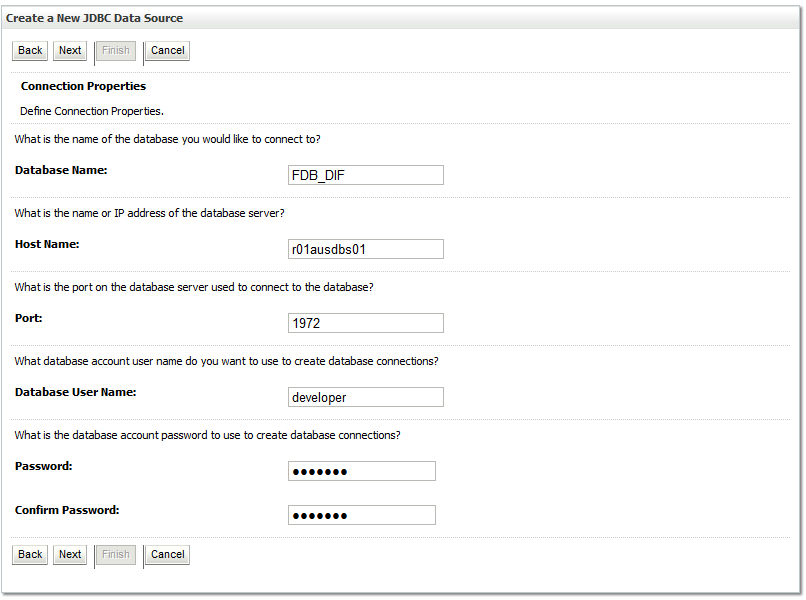 Create a New JDBC Data Source
Back Next Finish Cancel
Connection Properties
Define Connection Properties.
What is the name of the database you would like to connect to?
Database Name: FDB_DIF
What is the name or IP address of the database server?
Host Name: r01ausdbs01
What is the port on the database server used to connect to the database?
Port: 1972
What database account user name do you want to use to create database connections?
Database User Name: developer
What is the database account password to use to create database connections?
Password: ●●●●●●●
Confirm Password: ●●●●●●●
Back Next Finish Cancel